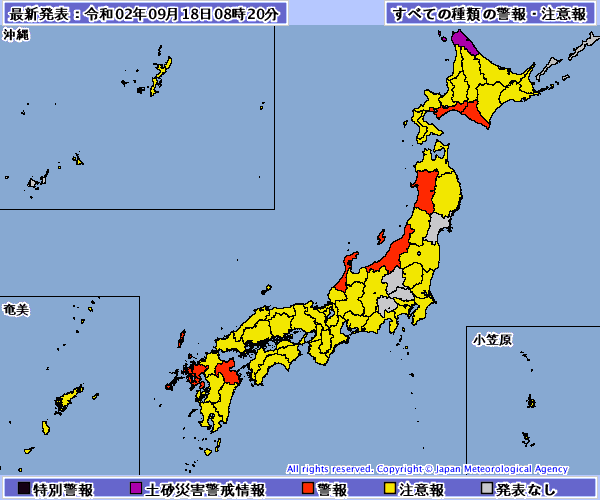 最新発表：令和02年09月18日08時20分
すべての種類の警報・注意報
沖縄
奄美
小笠原
All rights reserved. Copyright © Japan Meteorological Agency
特別警報 土砂災害警戒情報 警報 注意報 発表なし